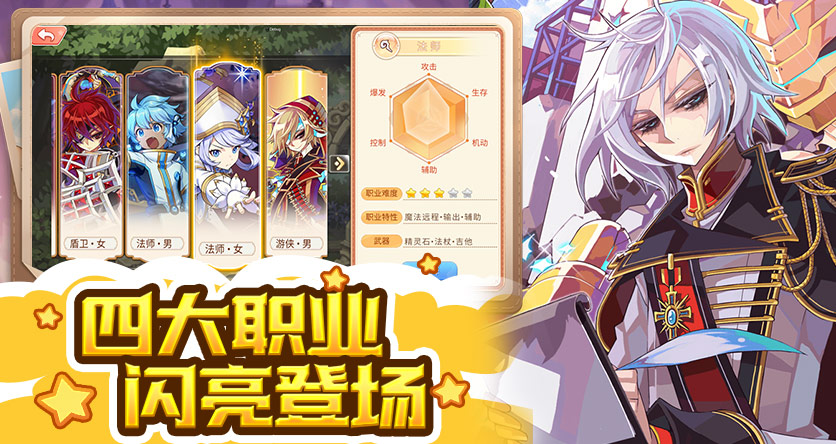 攻击
爆发
生存
控制
机动
辅助
职业难度
职业特性 魔法远程·输出·辅助
武器 精灵石·法杖·吉他
盾卫·女
法师·男
法师·女
游侠·男
四大职业
闪亮登场